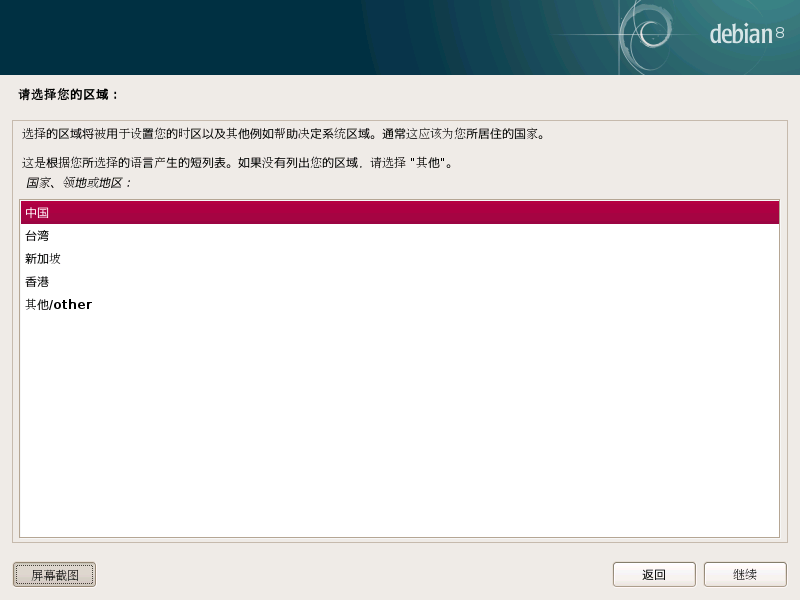 debian 8
请选择您的区域：
选择的区域将被用于设置您的时区以及其他例如帮助决定系统区域。通常这应该为您所居住的国家。
这是根据您所选择的语言产生的短列表。如果没有列出您的区域，请选择 "其他"。
国家、领地或地区：
中国
台湾
新加坡
香港
其他/other
屏幕截图
返回
继续